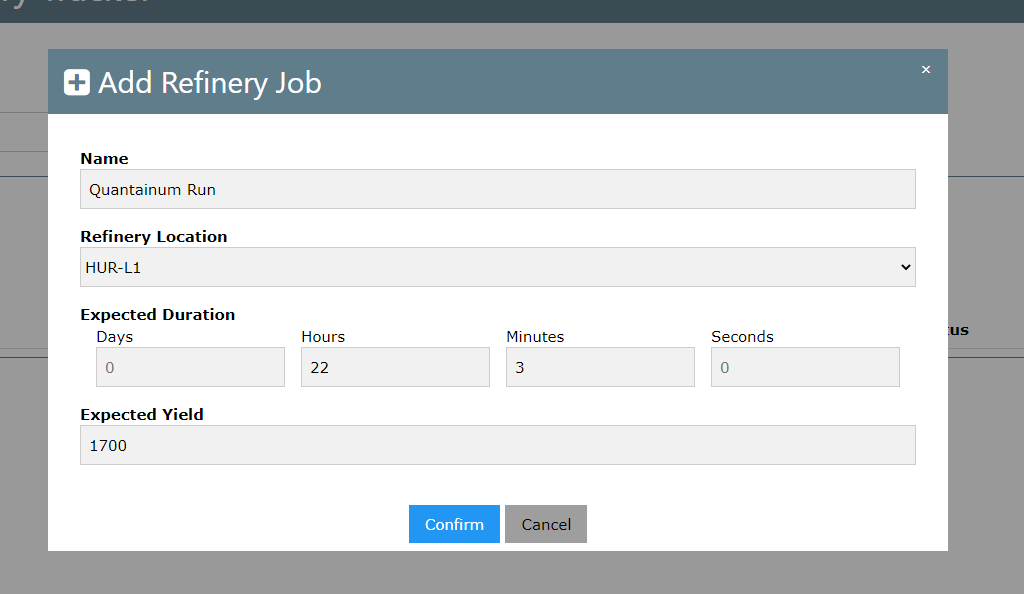 Add Refinery Job
×
Name
Quantainum Run
Refinery Location
HUR-L1
Expected Duration
Days Hours Minutes Seconds
0 22 3 0
Expected Yield
1700
Confirm Cancel